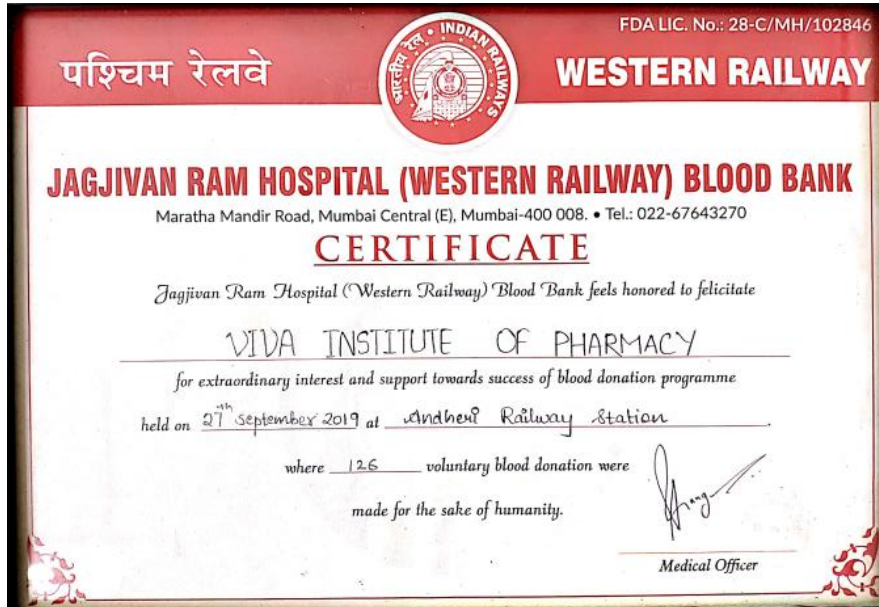 FDA LIC. No.: 28-C/MH/102846
पश्चिम रेलवे
भारतीय रेल • INDIAN RAILWAYS
WESTERN RAILWAY
JAGJIVAN RAM HOSPITAL (WESTERN RAILWAY) BLOOD BANK
Maratha Mandir Road, Mumbai Central (E), Mumbai-400 008. • Tel.: 022-67643270
CERTIFICATE
Jagjivan Ram Hospital (Western Railway) Blood Bank feels honored to felicitate
VIVA INSTITUTE OF PHARMACY
for extraordinary interest and support towards success of blood donation programme
held on 27th September 2019 at Andheri Railway Station
where 126 voluntary blood donation were
made for the sake of humanity.
Medical Officer